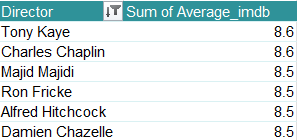 Director Sum of Average_imdb
Tony Kaye 8.6
Charles Chaplin 8.6
Majid Majidi 8.5
Ron Fricke 8.5
Alfred Hitchcock 8.5
Damien Chazelle 8.5